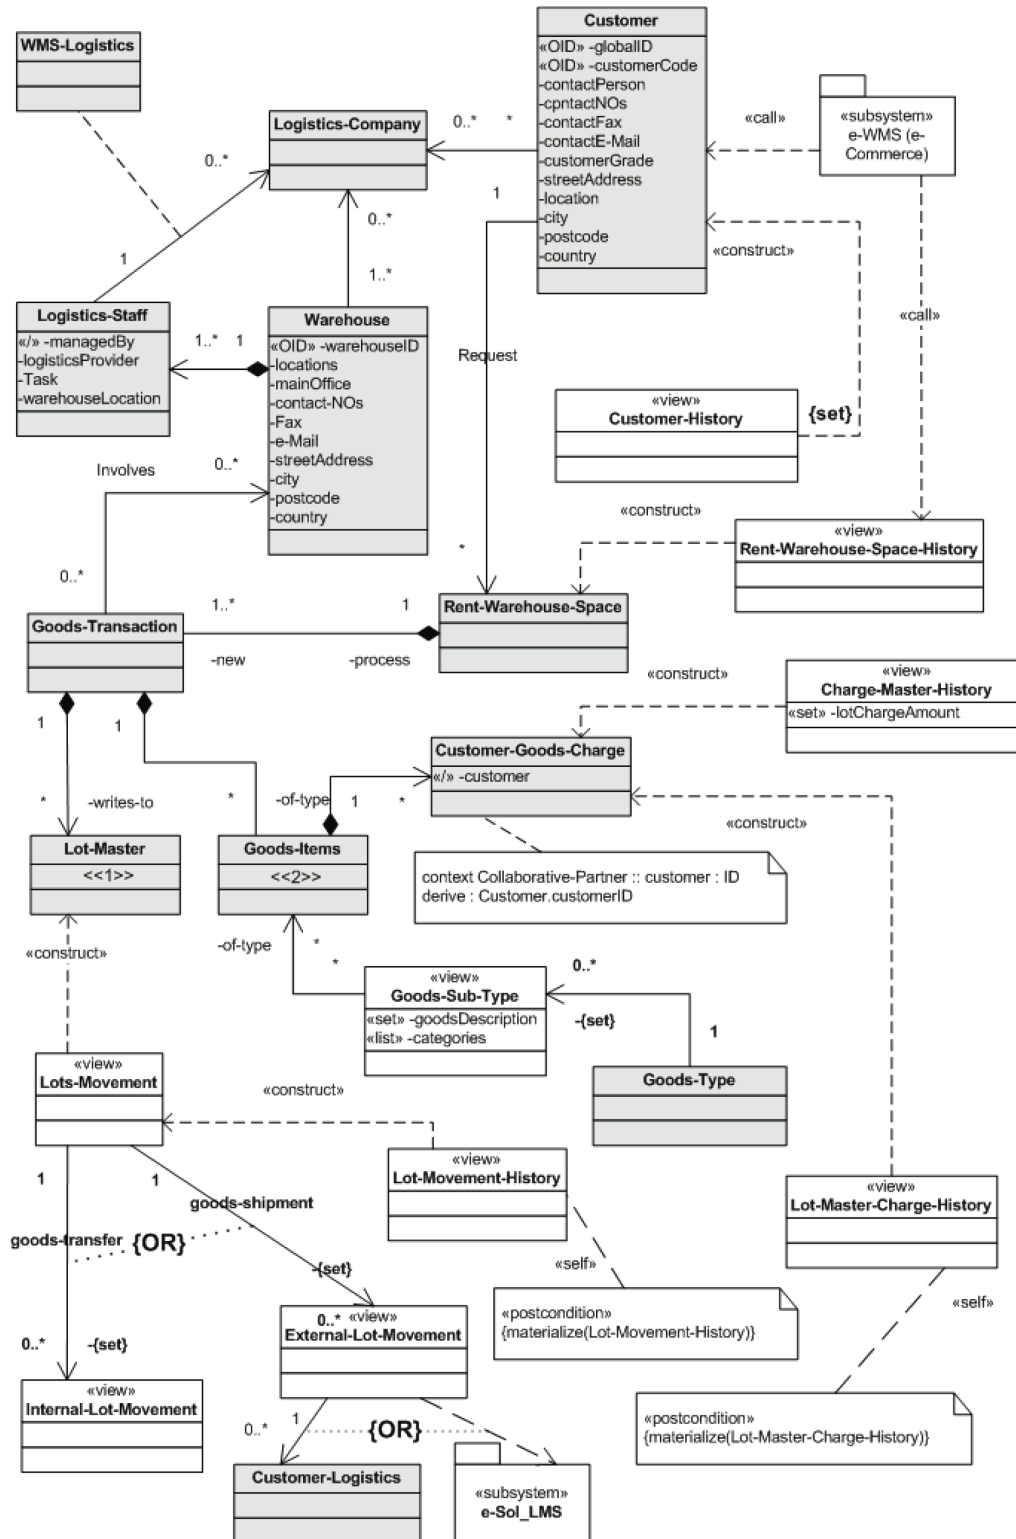 WMS-Logistics
Logistics-Company
0..*
1
0..*
*
0..*
1..*
Customer
«OID» -globalID
«OID» -customerCode
-contactPerson
-cpntactNOs
-contactFax
-contactE-Mail
-customerGrade
-streetAddress
-location
-city
-postcode
-country
«call»
«subsystem»
e-WMS (e-
Commerce)
1
«construct»
«call»
Logistics-Staff
«/» -managedBy
-logisticsProvider
-Task
-warehouseLocation
1..*
1
Warehouse
«OID» -warehouseID
-locations
-mainOffice
-contact-NOs
-Fax
-e-Mail
-streetAddress
-city
-postcode
-country
Request
«view»
Customer-History
{set}
Involves
0..*
0..*
«construct»
«view»
Rent-Warehouse-Space-History
*
Goods-Transaction
1..*
1
-new
-process
Rent-Warehouse-Space
«construct»
«view»
Charge-Master-History
«set» -lotChargeAmount
1
1
Customer-Goods-Charge
«/» -customer
*
-writes-to
*
-of-type
1
*
«construct»
Lot-Master
<<1>>
Goods-Items
<<2>>
context Collaborative-Partner :: customer : ID
derive : Customer.customerID
«construct»
-of-type
*
*
«view»
Goods-Sub-Type
«set» -goodsDescription
«list» -categories
0..*
-{set}
1
Goods-Type
«view»
Lots-Movement
«construct»
«view»
Lot-Movement-History
«view»
Lot-Master-Charge-History
1
1
goods-shipment
goods-transfer
{OR}
-{set}
«self»
«self»
«postcondition»
{materialize(Lot-Movement-History)}
0..*
-{set}
0..*
«view»
External-Lot-Movement
«view»
Internal-Lot-Movement
0..*
1
{OR}
«postcondition»
{materialize(Lot-Master-Charge-History)}
Customer-Logistics
«subsystem»
e-Sol_LMS